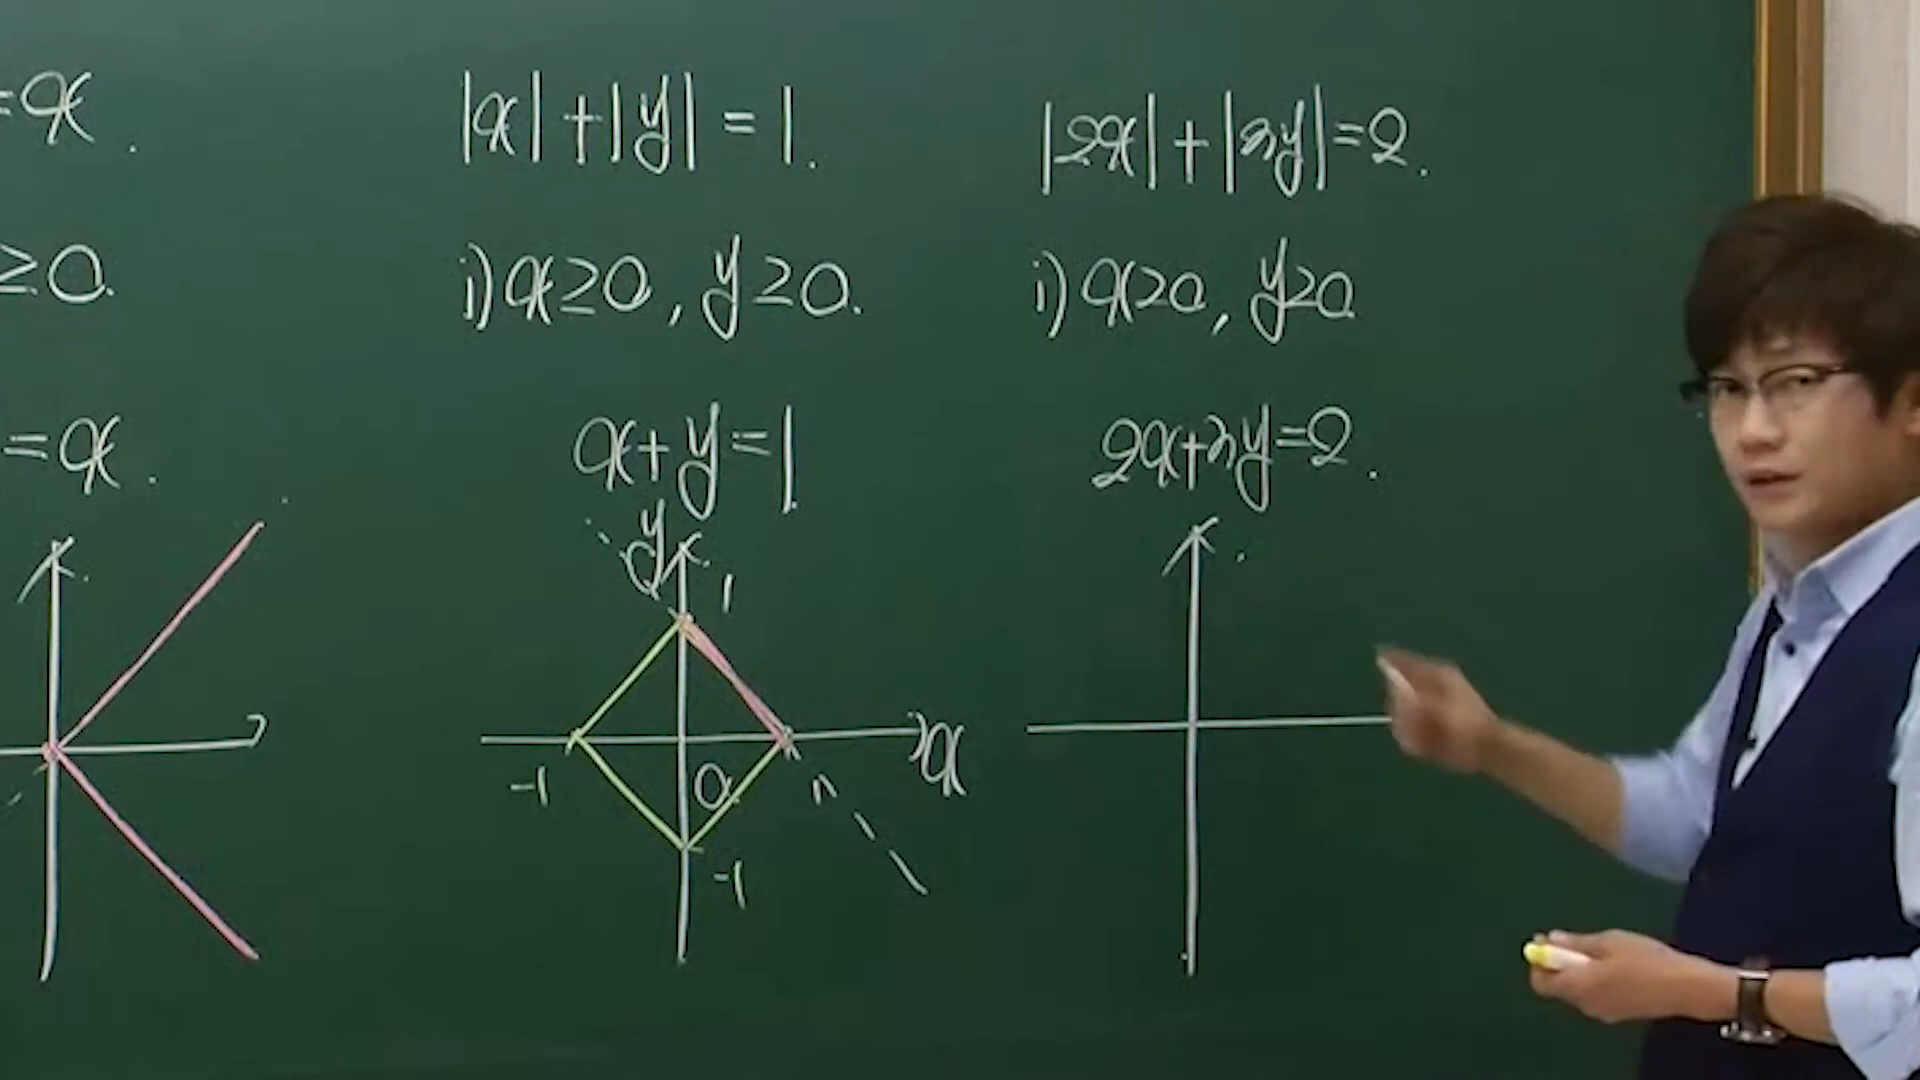 =x.
≥0.
=x.
|x|+|y|=1.
i) x≥0, y≥0.
x+y=1.
y
1
-1
0
x
-1
|2x|+|3y|=2.
i) x≥0, y≥0
2x+3y=2.